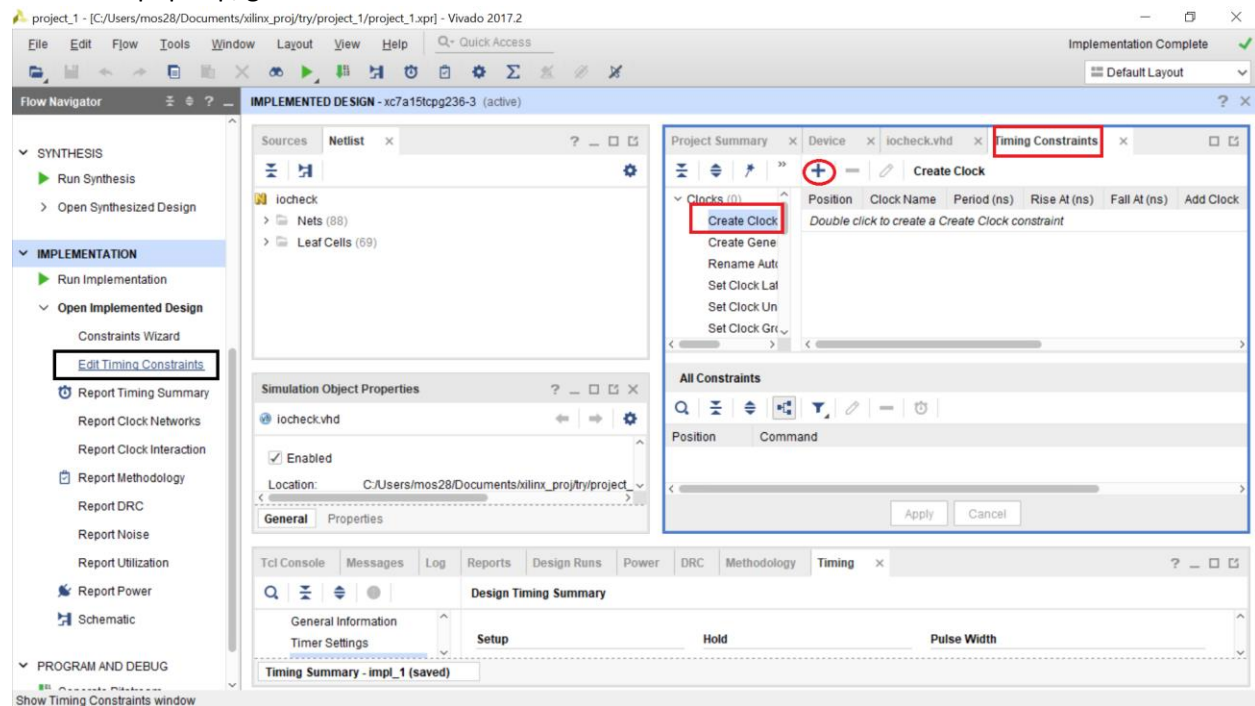 project_1 - [C:/Users/mos28/Documents/xilinx_proj/try/project_1/project_1.xpr] - Vivado 2017.2
File Edit Flow Tools Window Layout View Help Quick Access
Implementation Complete
Default Layout
Flow Navigator
SYNTHESIS
Run Synthesis
Open Synthesized Design
IMPLEMENTATION
Run Implementation
Open Implemented Design
Constraints Wizard
Edit Timing Constraints
Report Timing Summary
Report Clock Networks
Report Clock Interaction
Report Methodology
Report DRC
Report Noise
Report Utilization
Report Power
Schematic
PROGRAM AND DEBUG
Show Timing Constraints window
IMPLEMENTED DESIGN - xc7a15tcpg236-3 (active)
Sources Netlist
iocheck
Nets (88)
Leaf Cells (69)
Simulation Object Properties
iocheck.vhd
Enabled
Location: C:/Users/mos28/Documents/xilinx_proj/try/project_
General Properties
Project Summary Device iocheck.vhd Timing Constraints
Create Clock
Clocks (0)
Create Clock
Create Gene
Rename Auto
Set Clock Lat
Set Clock Un
Set Clock Gro
Position Clock Name Period (ns) Rise At (ns) Fall At (ns) Add Clock
Double click to create a Create Clock constraint
All Constraints
Position Command
Apply Cancel
Tcl Console Messages Log Reports Design Runs Power DRC Methodology Timing
Design Timing Summary
General Information
Timer Settings
Setup Hold Pulse Width
Timing Summary - impl_1 (saved)